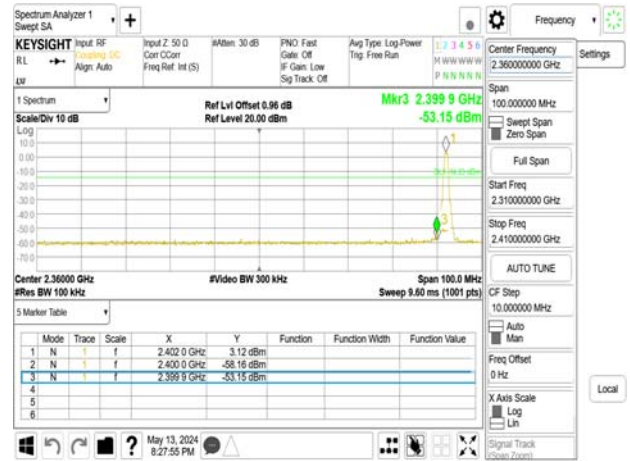 Spectrum Analyzer 1
Swept SA
Frequency
KEYSIGHT Input: RF Input Z: 50 Ω #Atten: 30 dB PNO: Fast Avg Type: Log-Power 1 2 3 4 5 6
RL Coupling: DC Corr CCorr Gate: Off Trig: Free Run M W W W W W
Align: Auto Freq Ref: Int (S) IF Gain: Low P N N N N N
Sig Track: Off
Settings
1 Spectrum
Ref Lvl Offset 0.96 dB Mkr3 2.399 9 GHz
Scale/Div 10 dB Ref Level 20.00 dBm -53.15 dBm
Log
10.0
0.00
-10.0
-20.0
-30.0
-40.0
-50.0
-60.0
-70.0
1
3
Center 2.36000 GHz #Video BW 300 kHz Span 100.0 MHz
#Res BW 100 kHz Sweep 9.60 ms (1001 pts)
5 Marker Table
Mode Trace Scale X Y Function Function Width Function Value
1 N 1 f 2.402 0 GHz 3.12 dBm
2 N 1 f 2.400 0 GHz -58.16 dBm
3 N 1 f 2.399 9 GHz -53.15 dBm
4
5
6
May 13, 2024
8:27:55 PM
?
Center Frequency
2.360000000 GHz
Span
100.000000 MHz
Swept Span
Zero Span
Full Span
Start Freq
2.310000000 GHz
Stop Freq
2.410000000 GHz
AUTO TUNE
CF Step
10.000000 MHz
Auto
Man
Freq Offset
0 Hz
X Axis Scale
Log
Lin
Signal Track
(Span Zoom)
Local